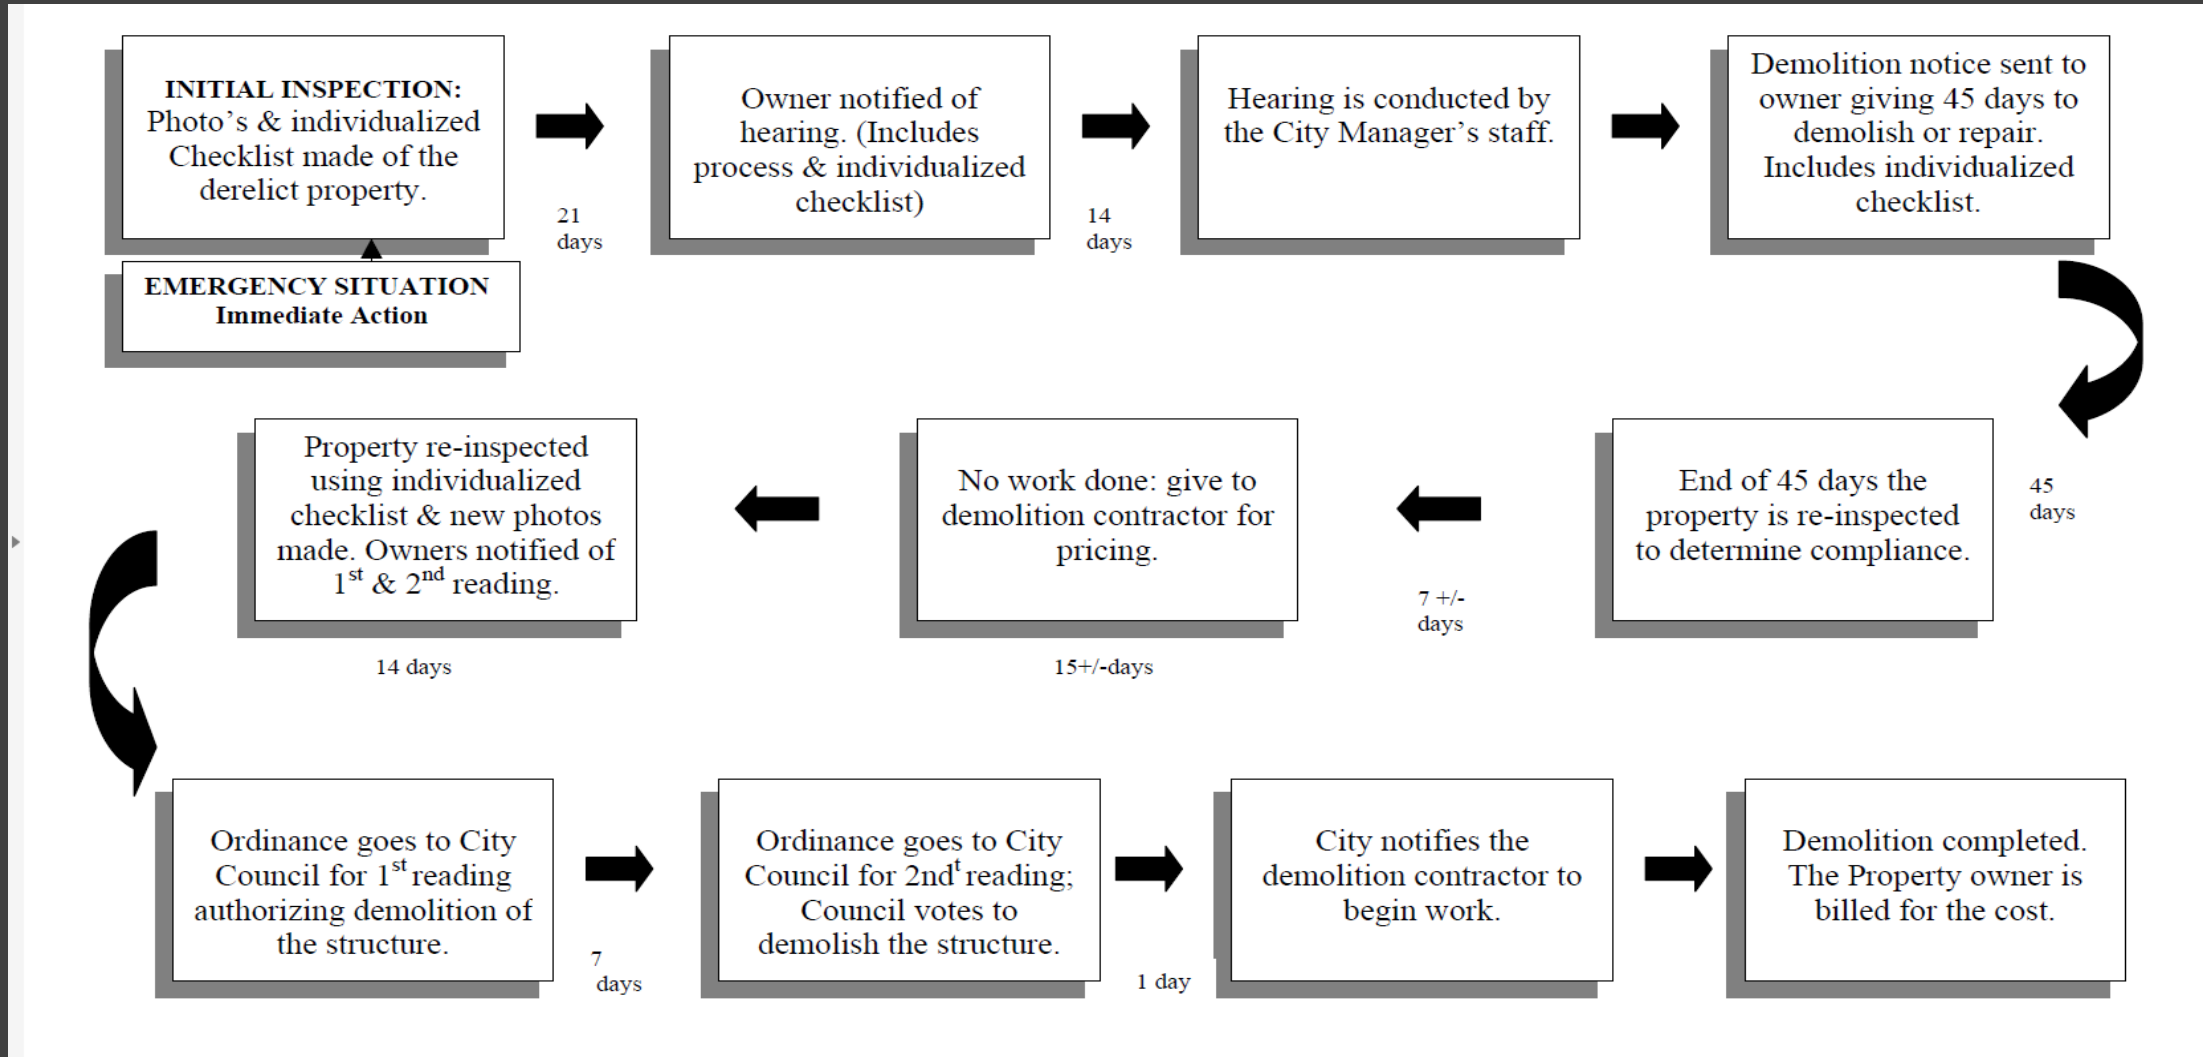 INITIAL INSPECTION:
Photo’s & individualized
Checklist made of the
derelict property.
EMERGENCY SITUATION
Immediate Action
21
days
Owner notified of
hearing. (Includes
process & individualized
checklist)
14
days
Hearing is conducted by
the City Manager’s staff.
Demolition notice sent to
owner giving 45 days to
demolish or repair.
Includes individualized
checklist.
45
days
End of 45 days the
property is re-inspected
to determine compliance.
7 +/-
days
No work done: give to
demolition contractor for
pricing.
15+/-days
Property re-inspected
using individualized
checklist & new photos
made. Owners notified of
1st & 2nd reading.
14 days
Ordinance goes to City
Council for 1st reading
authorizing demolition of
the structure.
7
days
Ordinance goes to City
Council for 2ndt reading;
Council votes to
demolish the structure.
1 day
City notifies the
demolition contractor to
begin work.
Demolition completed.
The Property owner is
billed for the cost.